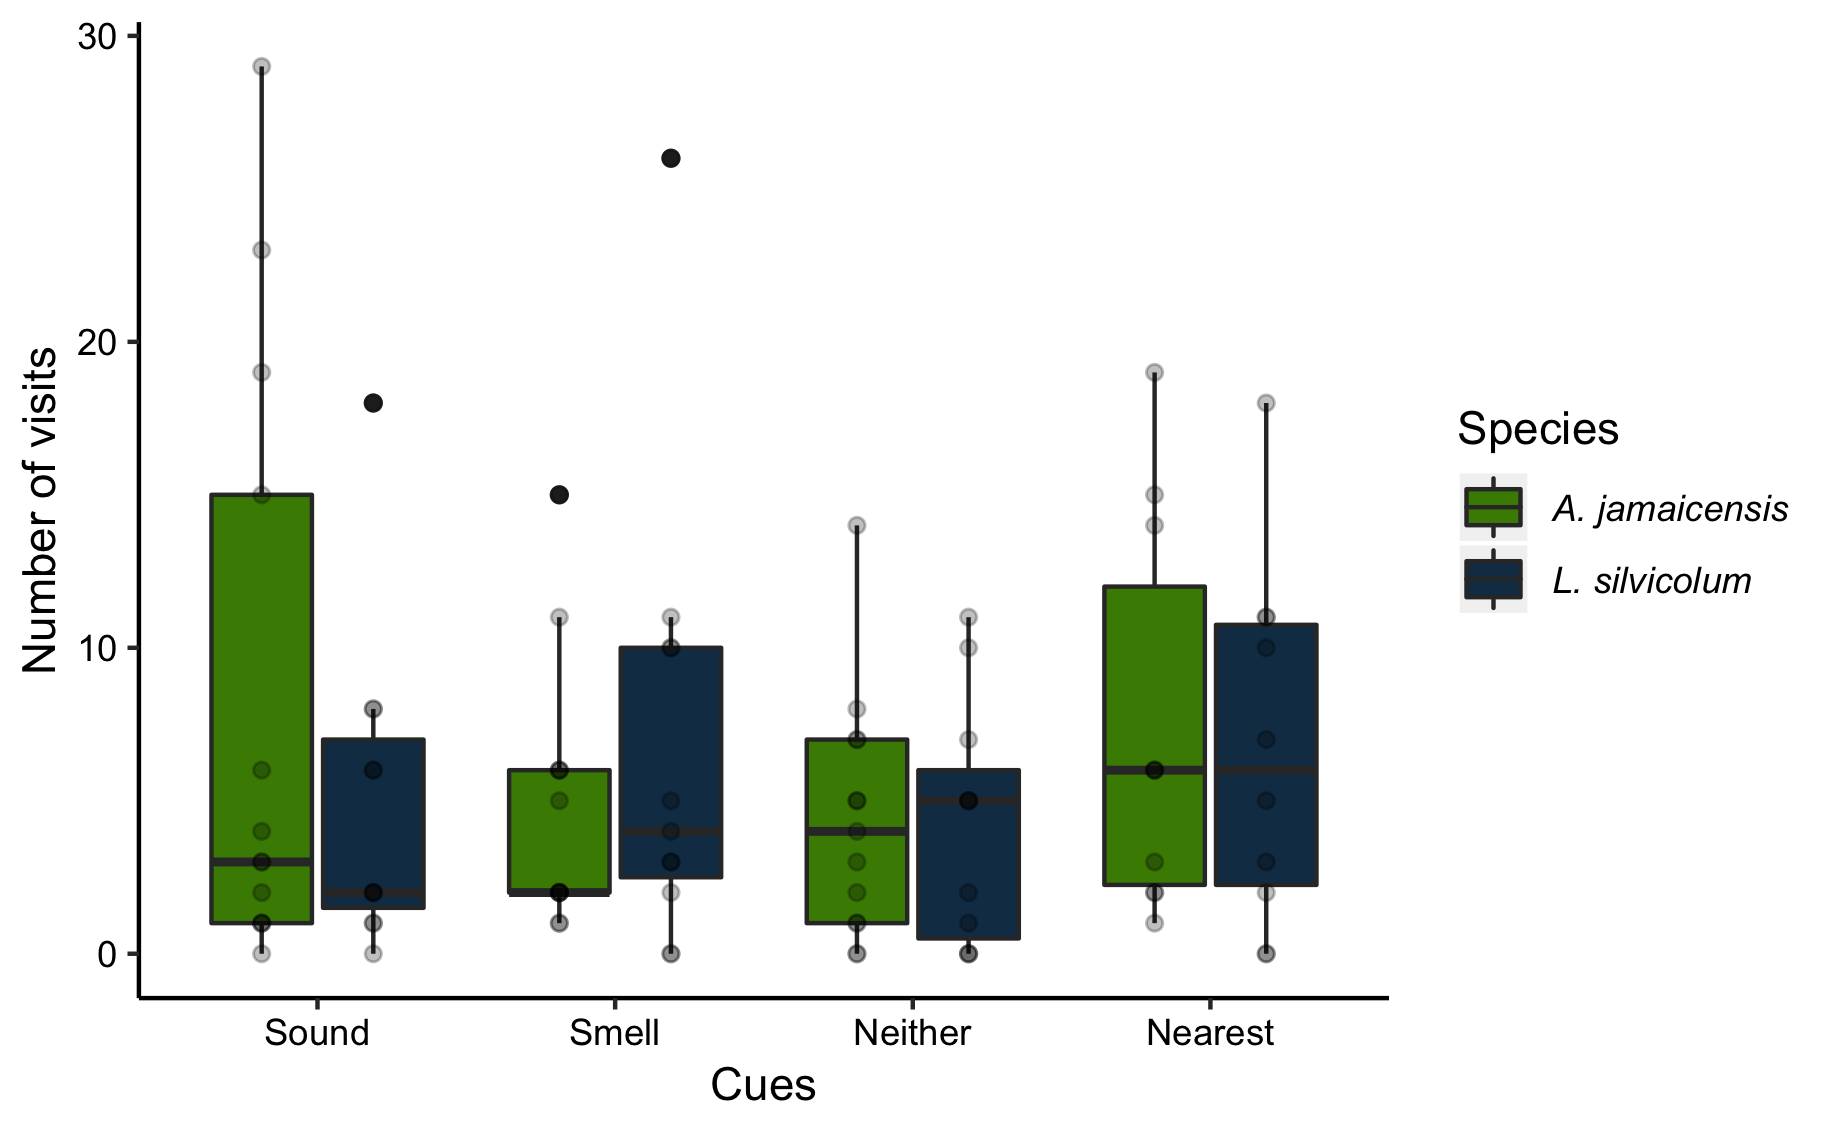 Number of visits
30
20
10
0
Sound
Smell
Neither
Nearest
Cues
Species
A. jamaicensis
L. silvicolum